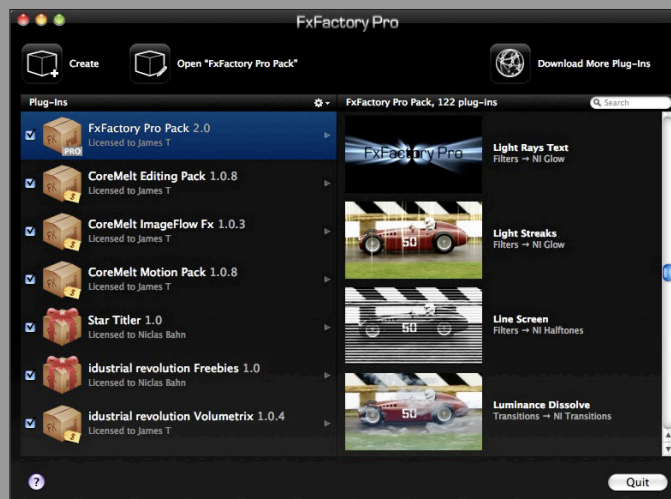 FxFactory Pro
Create
Open "FxFactory Pro Pack"
Download More Plug-Ins
Plug-Ins
FxFactory Pro Pack, 122 plug-ins
Search
FxFactory Pro Pack 2.0
Licensed to James T
PRO
CoreMelt Editing Pack 1.0.8
Licensed to James T
CoreMelt ImageFlow Fx 1.0.3
Licensed to James T
CoreMelt Motion Pack 1.0.8
Licensed to James T
Star Titler 1.0
Licensed to Niclas Bahn
idustrial revolution Freebies 1.0
Licensed to Niclas Bahn
idustrial revolution Volumetrix 1.0.4
Licensed to James T
FxFactory Pro
Light Rays Text
Filters → NI Glow
50
Light Streaks
Filters → NI Glow
50
Line Screen
Filters → NI Halftones
50
Luminance Dissolve
Transitions → NI Transitions
?
Quit